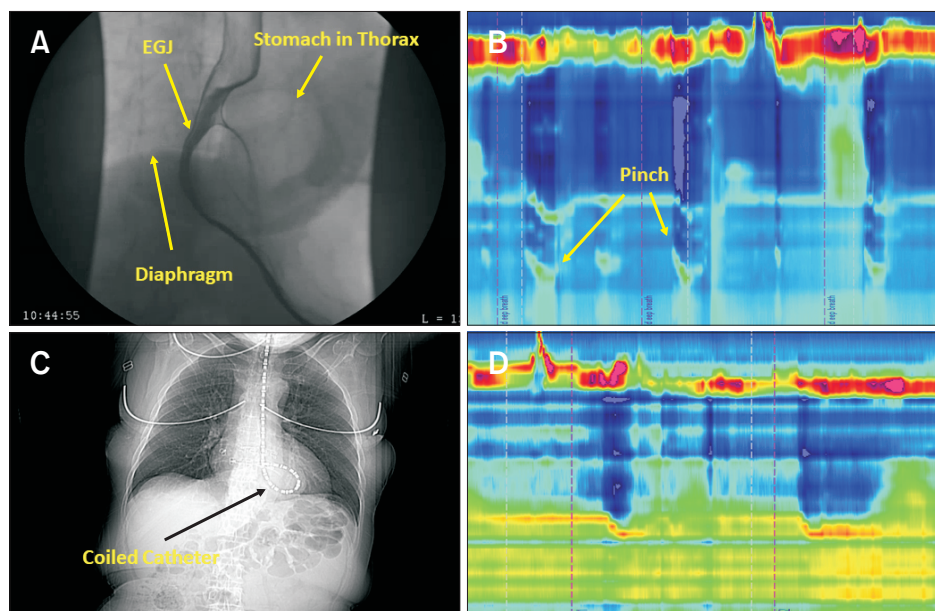 A
EGJ
Stomach in Thorax
Diaphragm
10:44:55
B
Pinch
C
Coiled Catheter
D